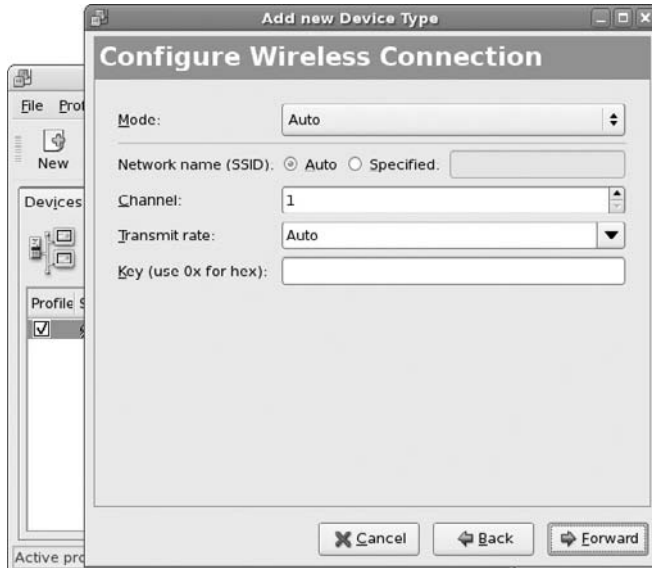 Add new Device Type
Configure Wireless Connection
File
New
Devices
Profile
Active
Mode: Auto
Network name (SSID): Auto Specified:
Channel: 1
Transmit rate: Auto
Key (use 0x for hex):
Cancel Back Forward